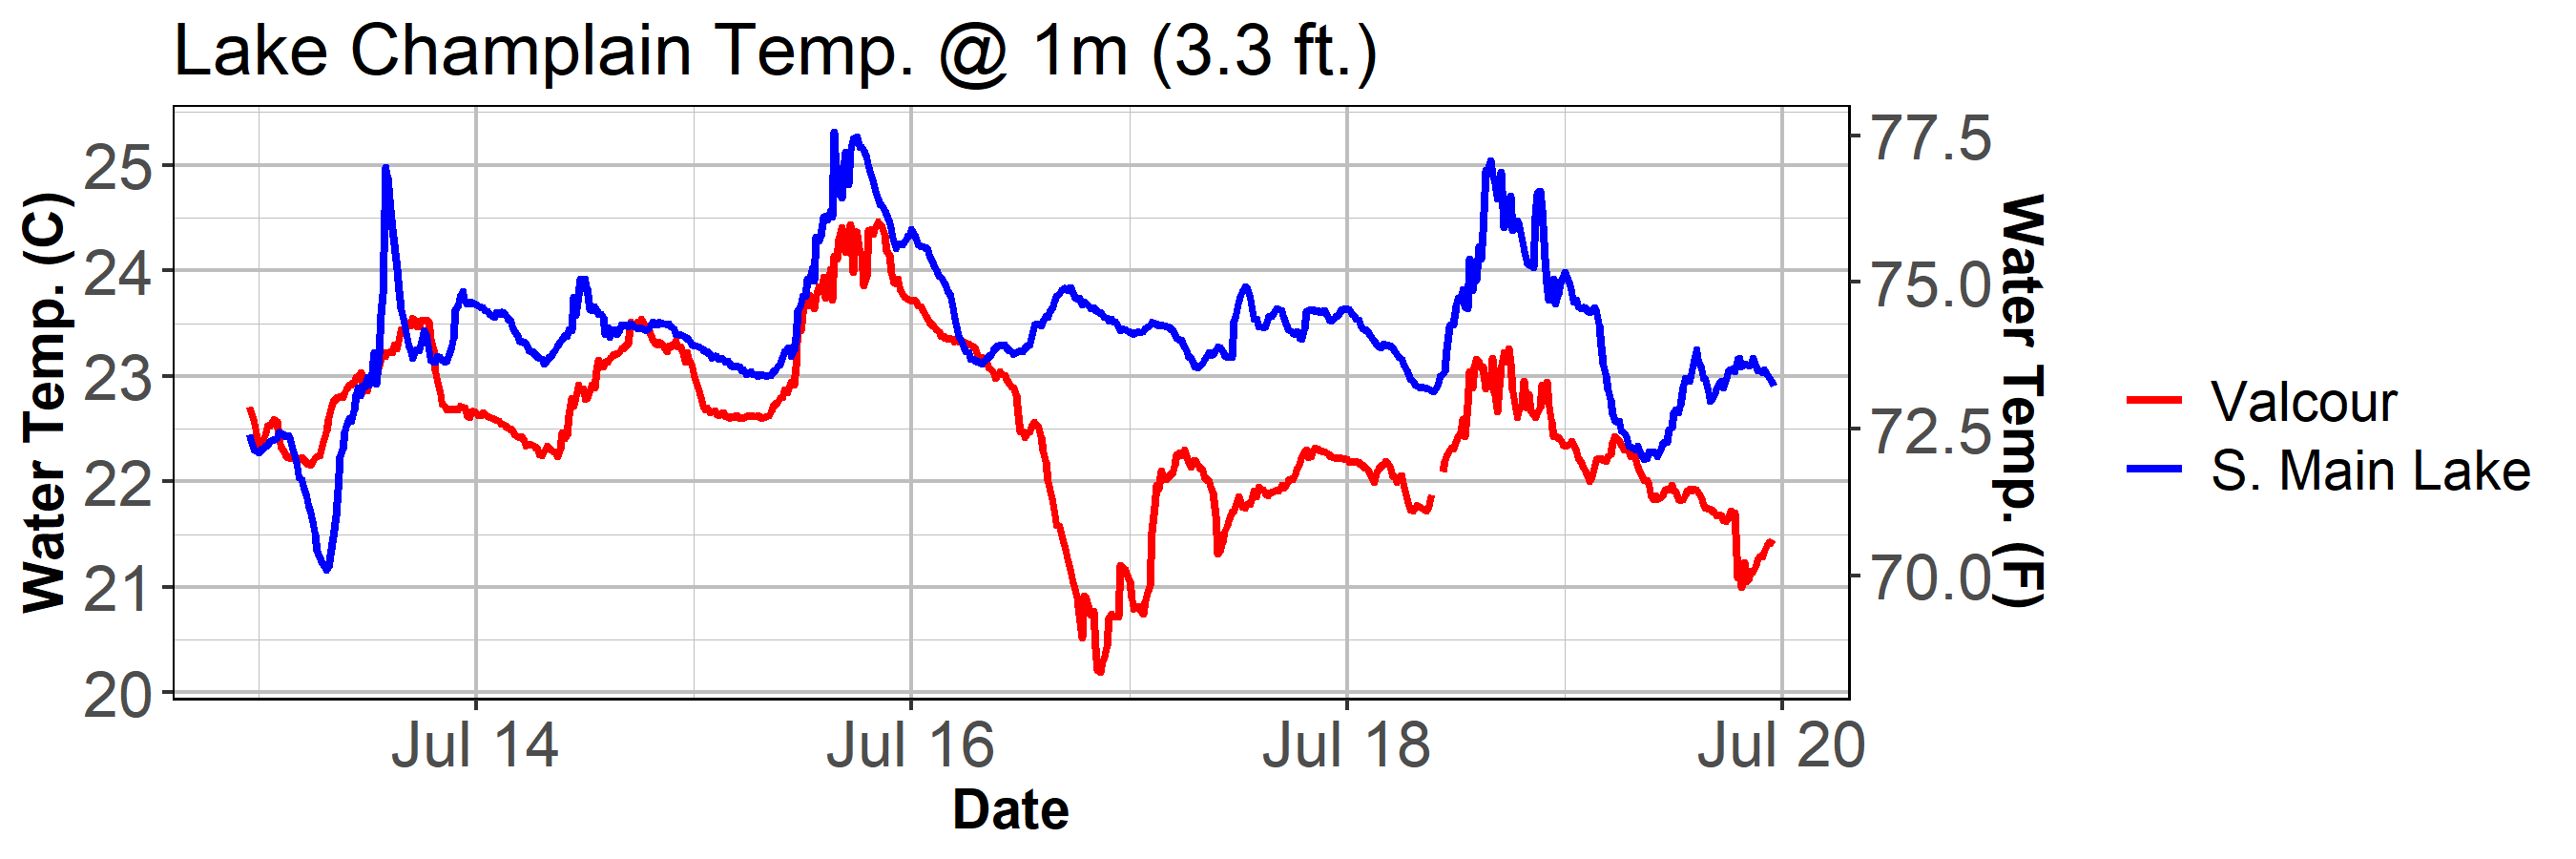 Lake Champlain Temp. @ 1m (3.3 ft.)
Water Temp. (C)
25
24
23
22
21
20
77.5
75.0
72.5
70.0
Water Temp. (F)
Jul 14
Jul 16
Jul 18
Jul 20
Date
Valcour
S. Main Lake